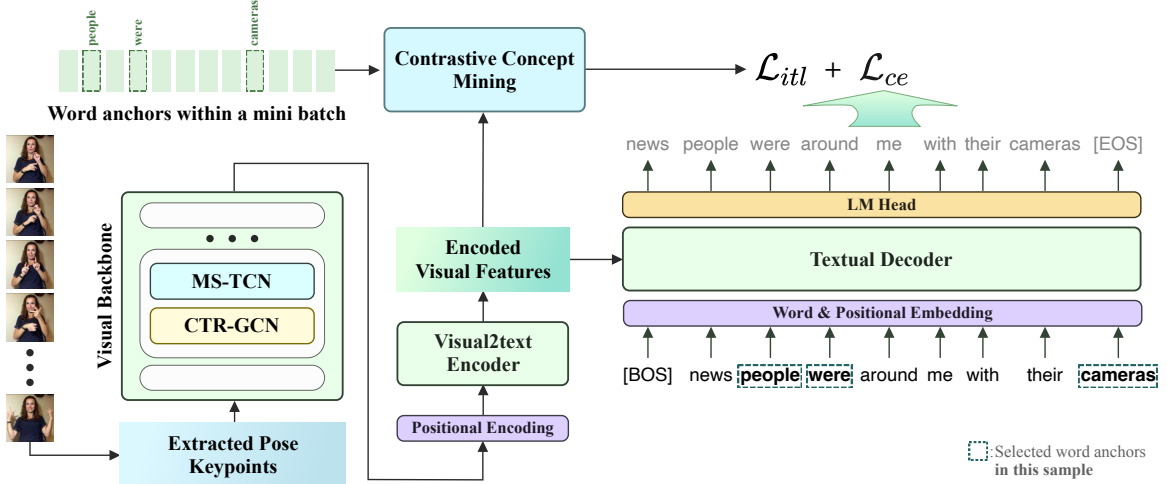 people
were
cameras
Word anchors within a mini batch
Contrastive Concept
Mining
ℒitl + ℒce
news people were around me with their cameras [EOS]
LM Head
Textual Decoder
Word & Positional Embedding
[BOS] news people were around me with their cameras
Visual Backbone
MS-TCN
CTR-GCN
Encoded
Visual Features
Visual2text
Encoder
Positional Encoding
Extracted Pose
Keypoints
:Selected word anchors
in this sample